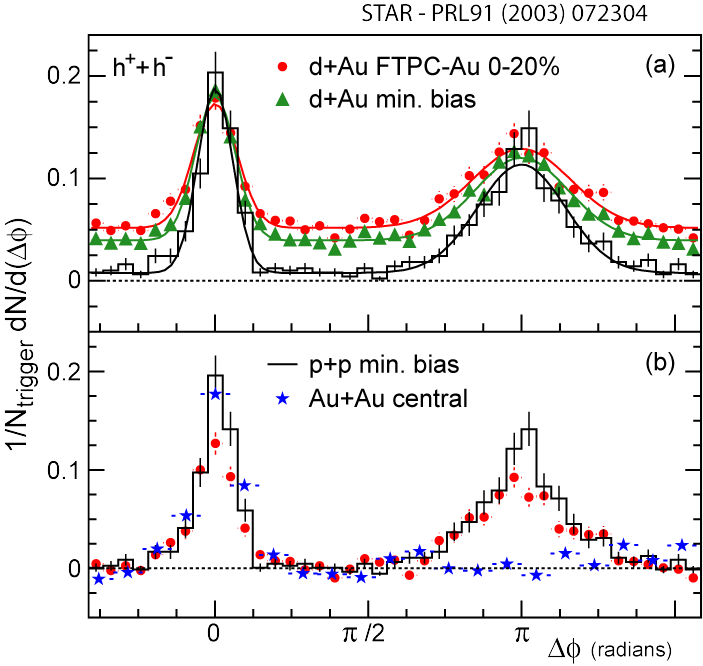 STAR - PRL91 (2003) 072304
h⁺+h⁻
d+Au FTPC-Au 0-20%
(a)
d+Au min. bias
0.2
0.1
0
1/N_trigger dN/d(Δϕ)
p+p min. bias
(b)
Au+Au central
0.2
0.1
0
0
π /2
π
Δϕ (radians)